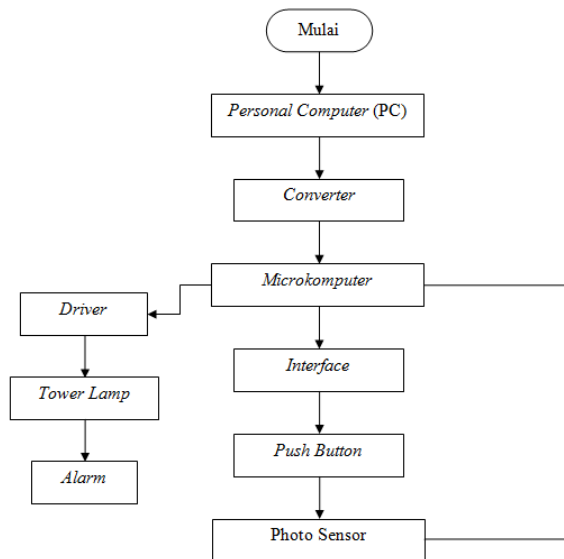 Mulai
Personal Computer (PC)
Converter
Microkomputer
Driver
Interface
Tower Lamp
Push Button
Alarm
Photo Sensor